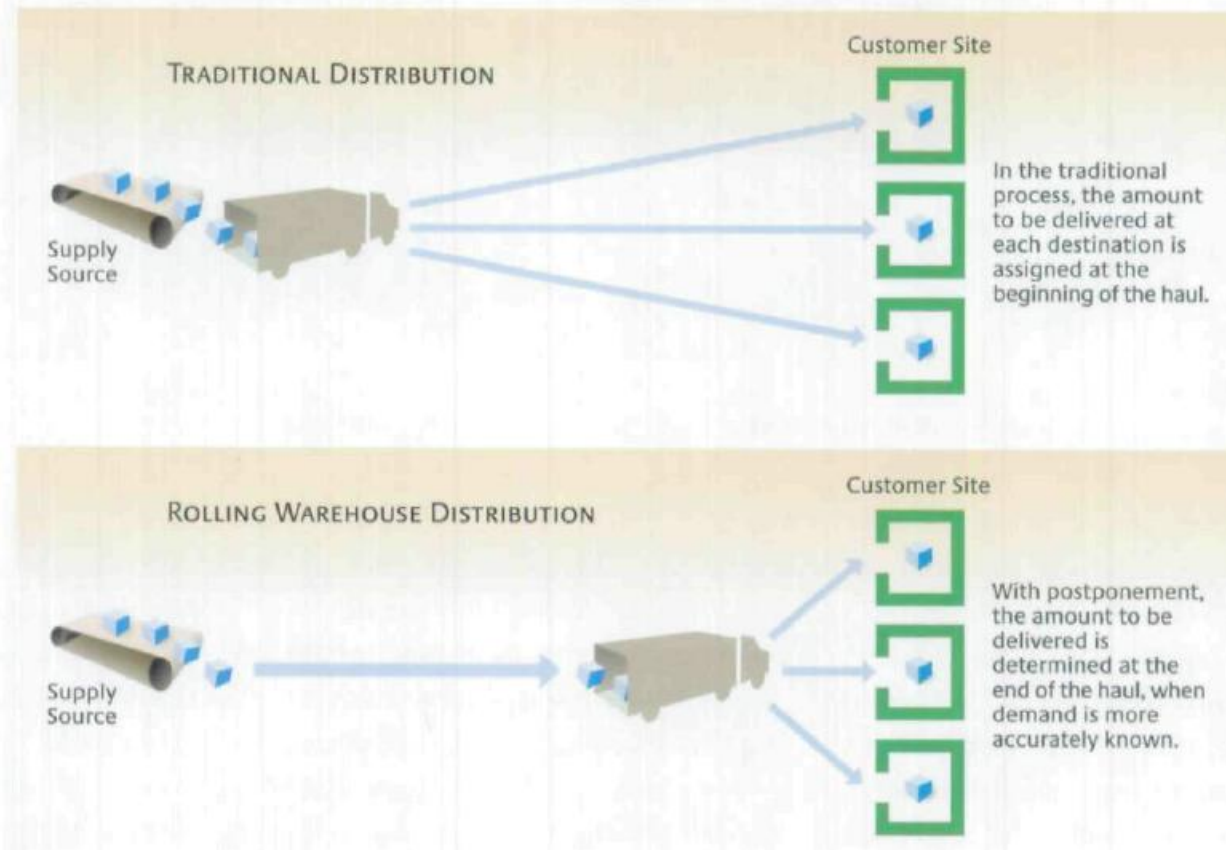 TRADITIONAL DISTRIBUTION
Customer Site
Supply
Source
In the traditional
process, the amount
to be delivered at
each destination is
assigned at the
beginning of the haul.
ROLLING WAREHOUSE DISTRIBUTION
Customer Site
Supply
Source
With postponement,
the amount to be
delivered is
determined at the
end of the haul, when
demand is more
accurately known.